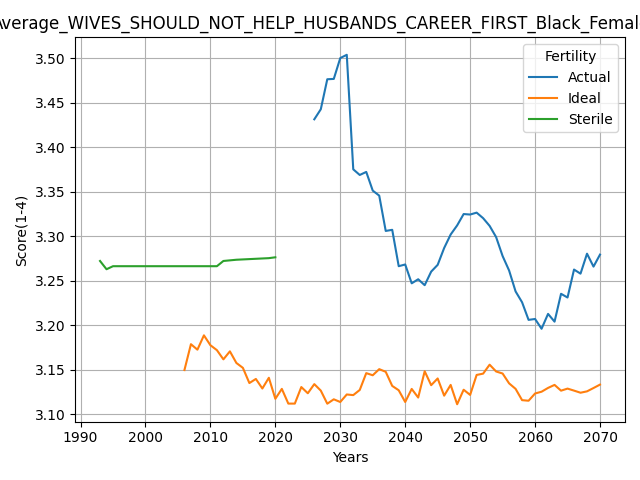 Average_WIVES_SHOULD_NOT_HELP_HUSBANDS_CAREER_FIRST_Black_Femal
Fertility
Actual
Ideal
Sterile
Score(1-4)
3.50
3.45
3.40
3.35
3.30
3.25
3.20
3.15
3.10
1990 2000 2010 2020 2030 2040 2050 2060 2070
Years